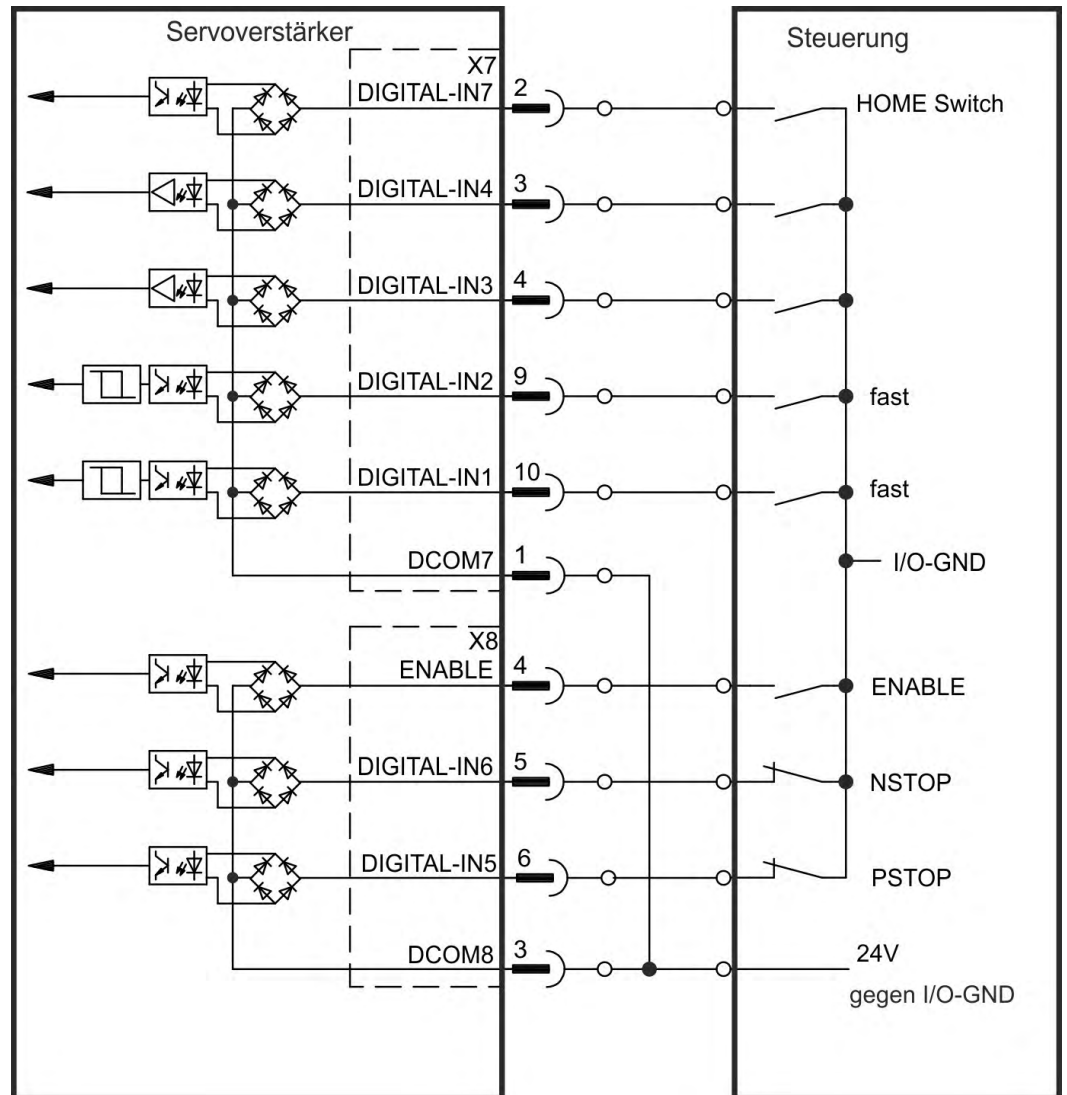 Servoverstärker
Steuerung
X7
DIGITAL-IN7
2
HOME Switch
DIGITAL-IN4
3
DIGITAL-IN3
4
DIGITAL-IN2
9
fast
DIGITAL-IN1
10
fast
DCOM7
1
I/O-GND
X8
ENABLE
4
ENABLE
DIGITAL-IN6
5
NSTOP
DIGITAL-IN5
6
PSTOP
DCOM8
3
24V
gegen I/O-GND